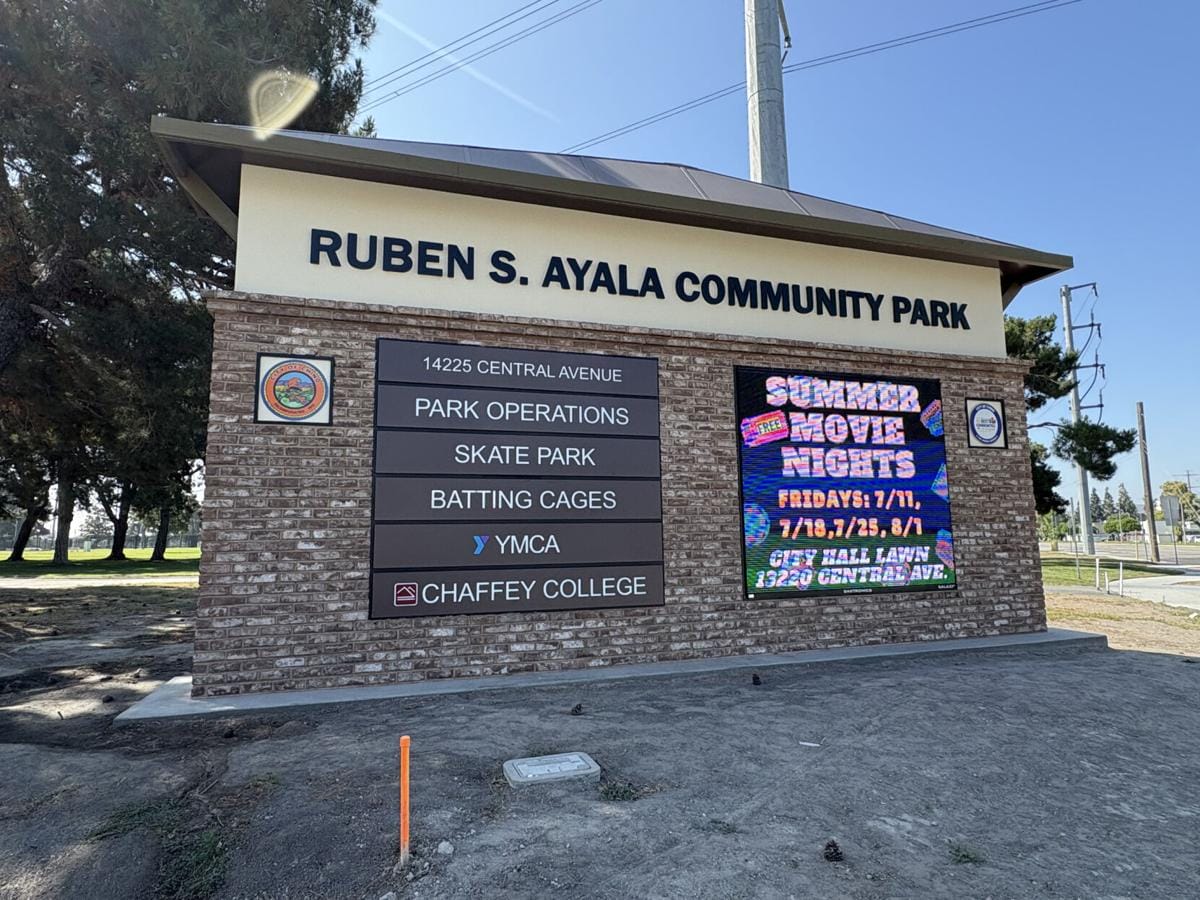 RUBEN S. AYALA COMMUNITY PARK
14225 CENTRAL AVENUE
PARK OPERATIONS
SKATE PARK
BATTING CAGES
YMCA
CHAFFEY COLLEGE
SUMMER
FREE
MOVIE
NIGHTS
FRIDAYS: 7/11,
7/18,7/25, 8/1
CITY HALL LAWN
13220 CENTRAL AVE.
DAKTRONICS